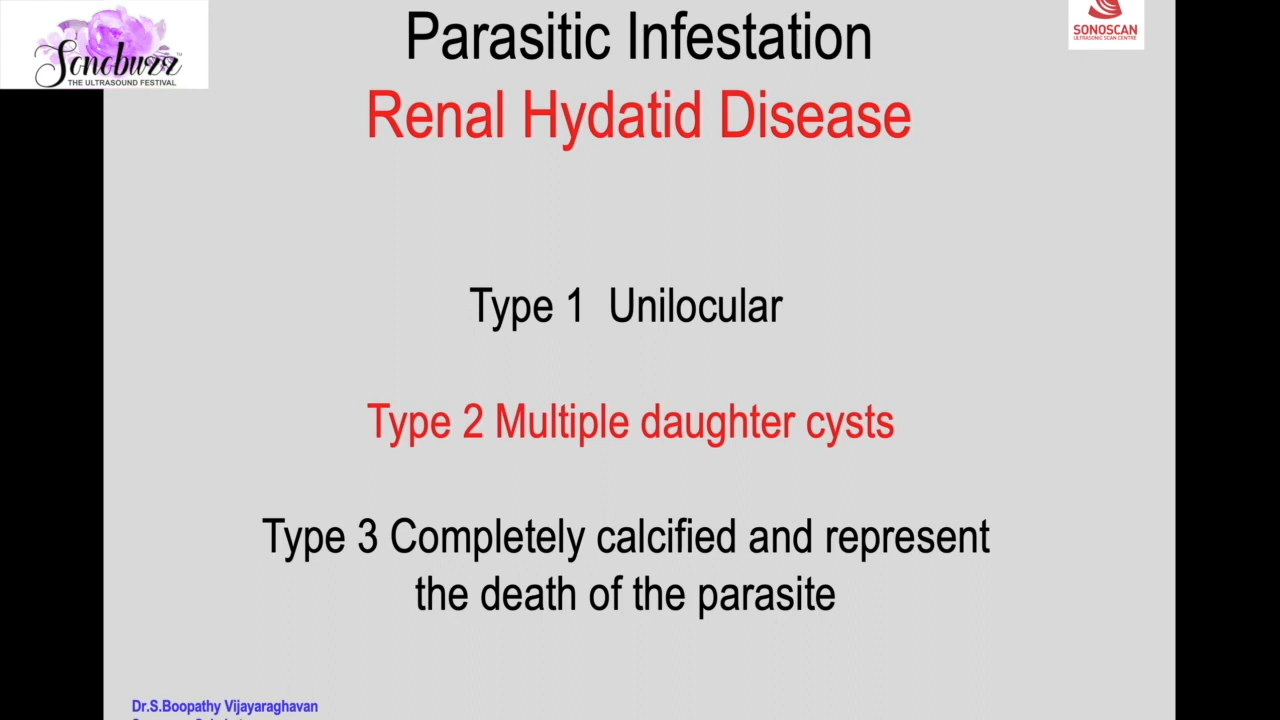 Sonobuzz
THE ULTRASOUND FESTIVAL
SONOSCAN
ULTRASONIC SCAN CENTRE
Parasitic Infestation
Renal Hydatid Disease
Type 1 Unilocular
Type 2 Multiple daughter cysts
Type 3 Completely calcified and represent
the death of the parasite
Dr.S.Boopathy Vijayaraghavan